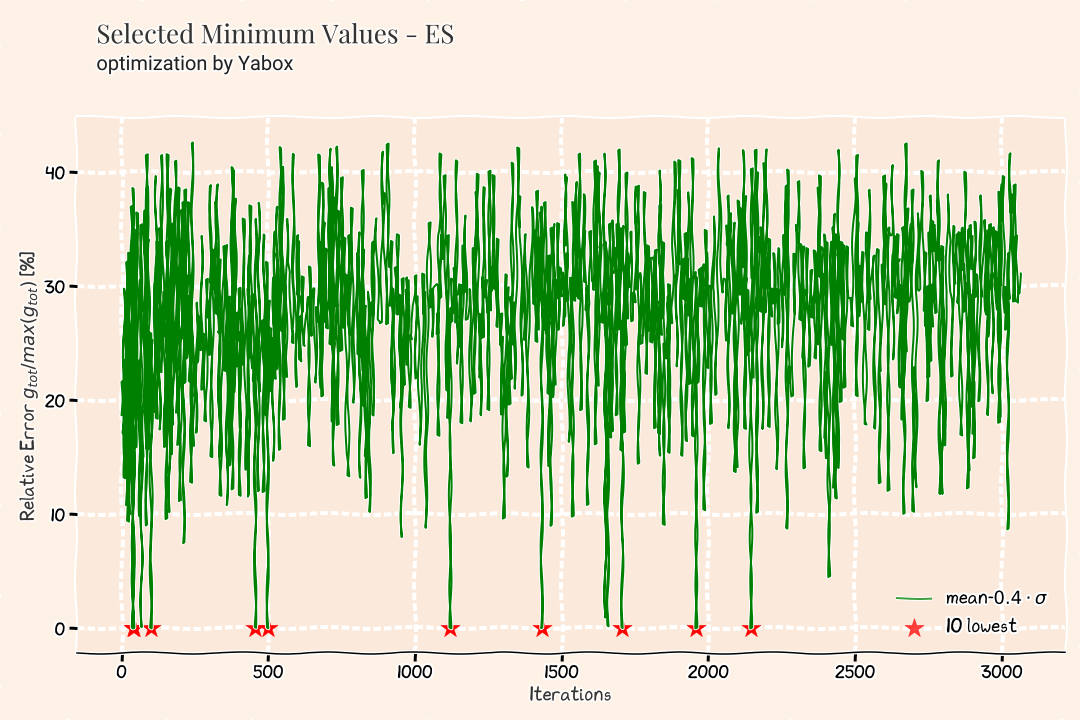 Selected Minimum Values - ES
optimization by Yabox
Relative Error g_tot/max(g_tot) [%]
40
30
20
10
0
mean-0.4 · σ
10 lowest
0 500 1000 1500 2000 2500 3000
Iterations